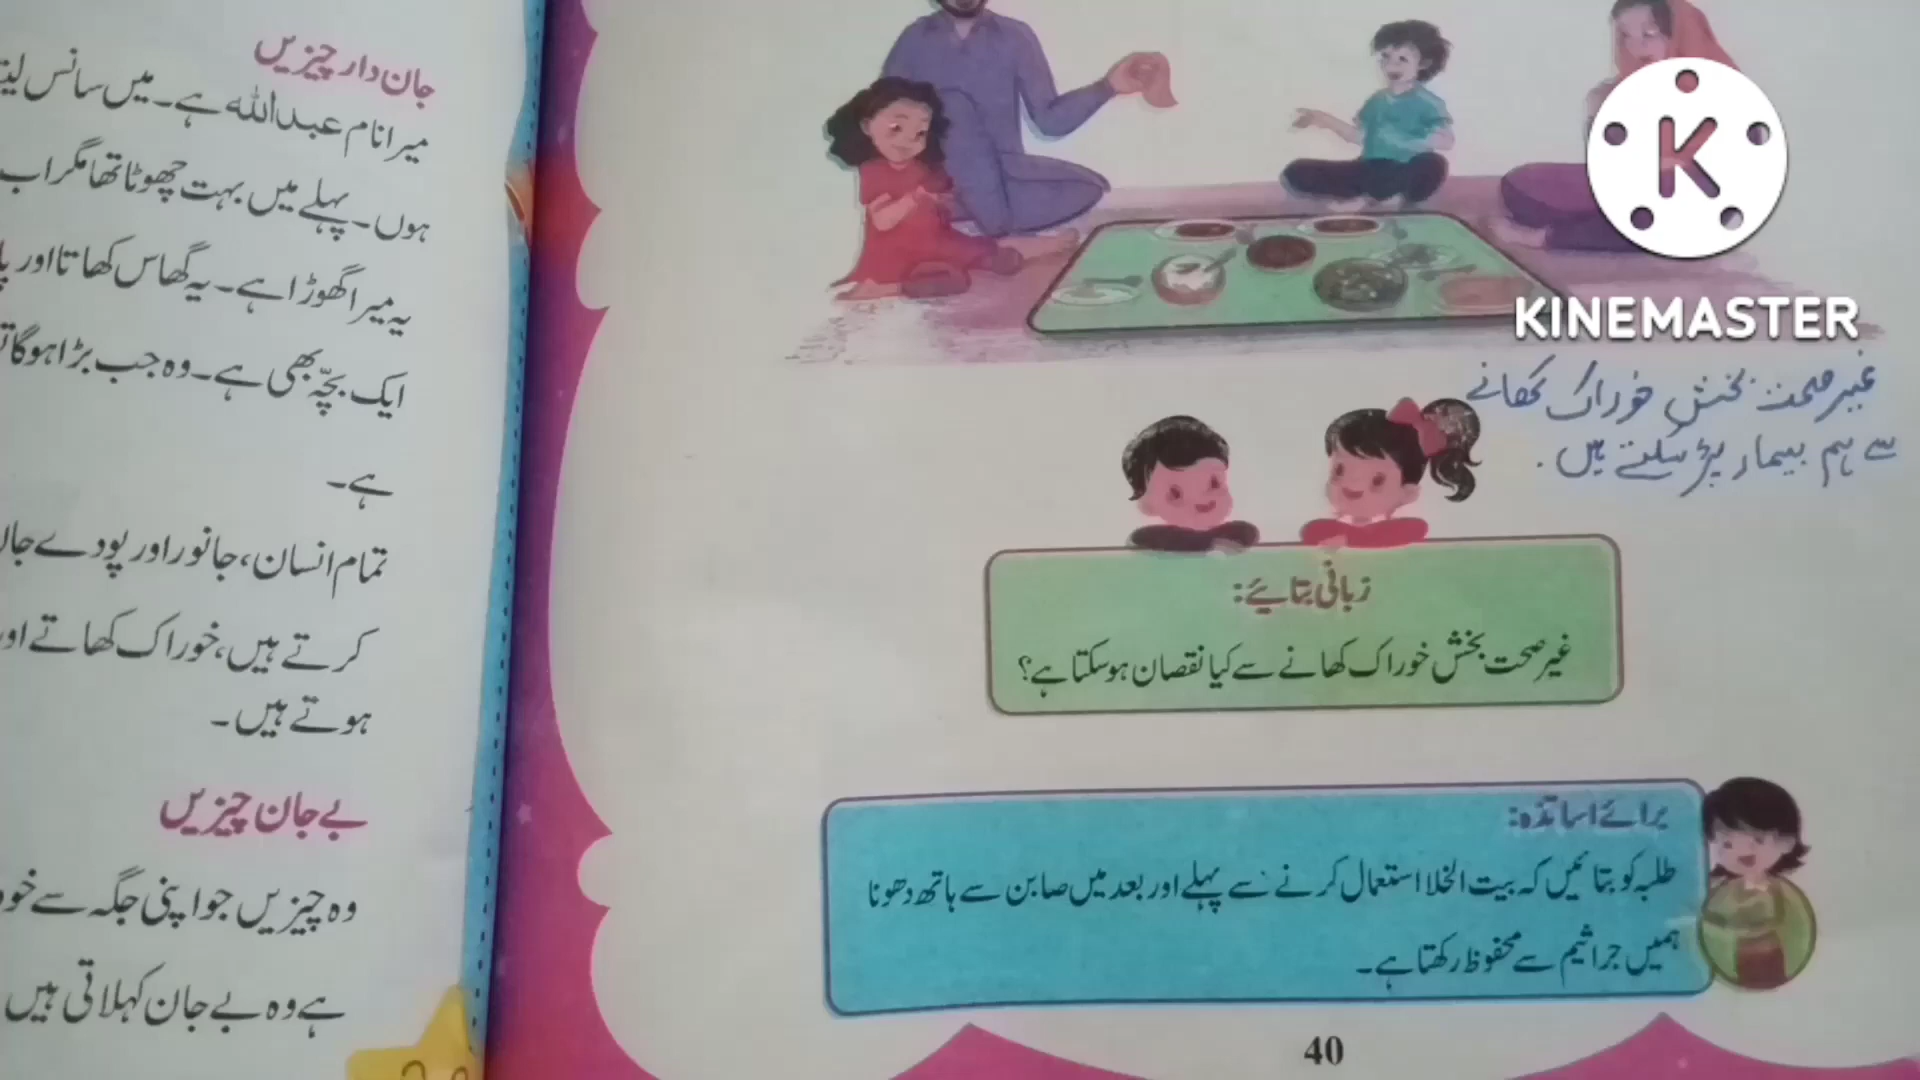 جان دار چیزیں
میرا نام عبداللہ ہے۔ میں سانس
ہوں۔ پہلے میں بہت چھوٹا تھا مگر اب
یہ میرا گھوڑا ہے۔ یہ گھاس کھاتا اور
ایک بچّہ بھی ہے۔ وہ جب بڑا ہوگا
ہے۔
تمام انسان، جانور اور پودے
کرتے ہیں، خوراک کھاتے
ہوتے ہیں۔
بے جان چیزیں
وہ چیزیں جو اپنی جگہ سے
ہے وہ بے جان کہلاتی ہیں
KINEMASTER
غیر صحت بخش خوراک کھانے
سے ہم بیمار پڑ سکتے ہیں۔
زبانی بتائیے:
غیر صحت بخش خوراک کھانے سے کیا نقصان ہو سکتا ہے؟
برائے اساتذہ:
طلبہ کو بتائیں کہ بیت الخلا استعمال کرنے سے پہلے اور بعد میں صابن سے ہاتھ دھونا
ہمیں جراثیم سے محفوظ رکھتا ہے۔
40